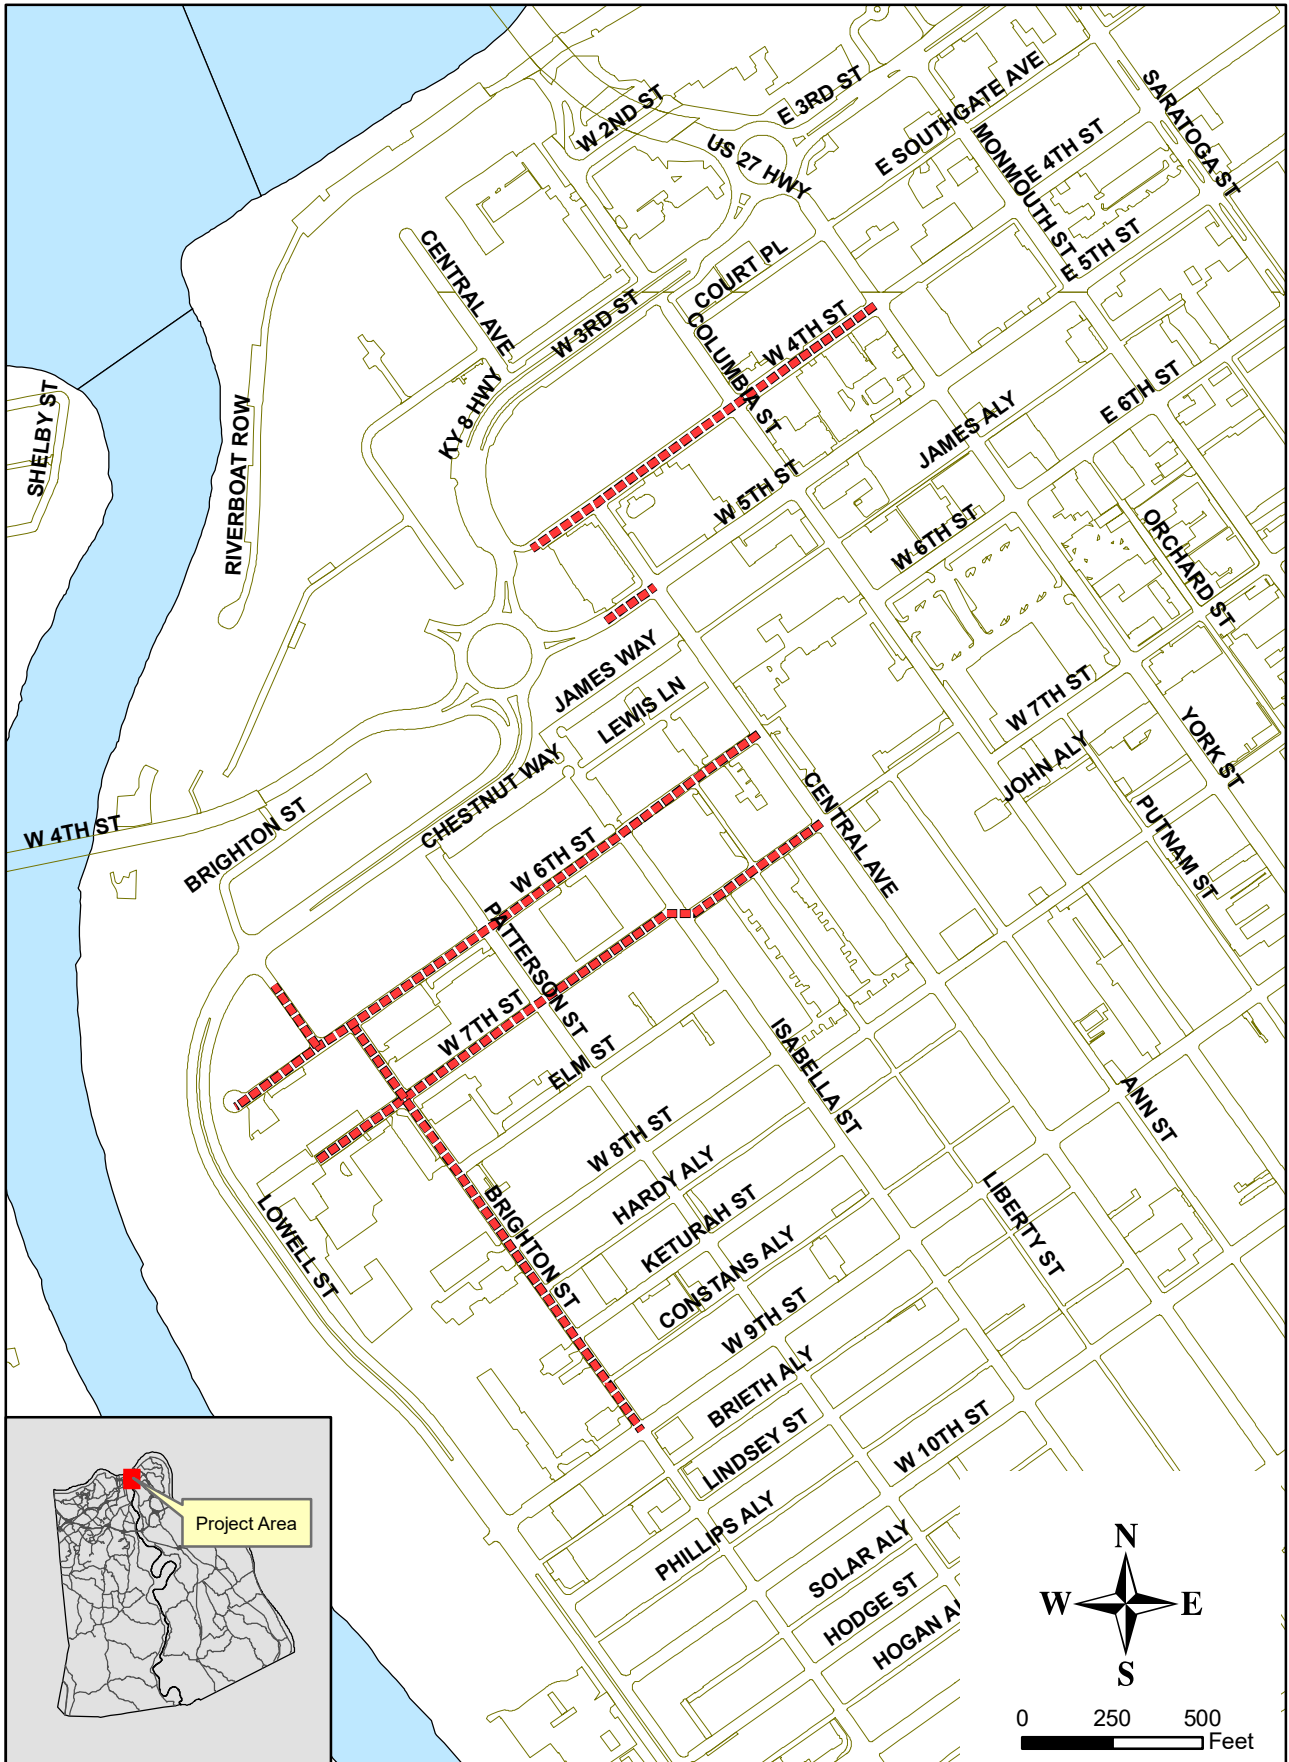 W 2ND ST
E 3RD ST
US 27 HWY
E SOUTHGATE AVE
SARATOGA ST
MONMOUTH ST
E 4TH ST
E 5TH ST
CENTRAL AVE
COURT PL
W 3RD ST
W 4TH ST
COLUMBIA ST
KY 8 HWY
SHELBY ST
RIVERBOAT ROW
JAMES ALY
E 6TH ST
W 5TH ST
W 6TH ST
ORCHARD ST
JAMES WAY
LEWIS LN
W 7TH ST
YORK ST
JOHN ALY
CHESTNUT WAY
CENTRAL AVE
PUTNAM ST
W 4TH ST
BRIGHTON ST
W 6TH ST
PATTERSON ST
W 7TH ST
ELM ST
ISABELLA ST
ANN ST
W 8TH ST
HARDY ALY
KETURAH ST
CONSTANS ALY
LIBERTY ST
LOWELL ST
BRIGHTON ST
W 9TH ST
BRIETH ALY
LINDSEY ST
W 10TH ST
PHILLIPS ALY
SOLAR ALY
HODGE ST
HOGAN AL
Project Area
N
W E
S
0 250 500
Feet